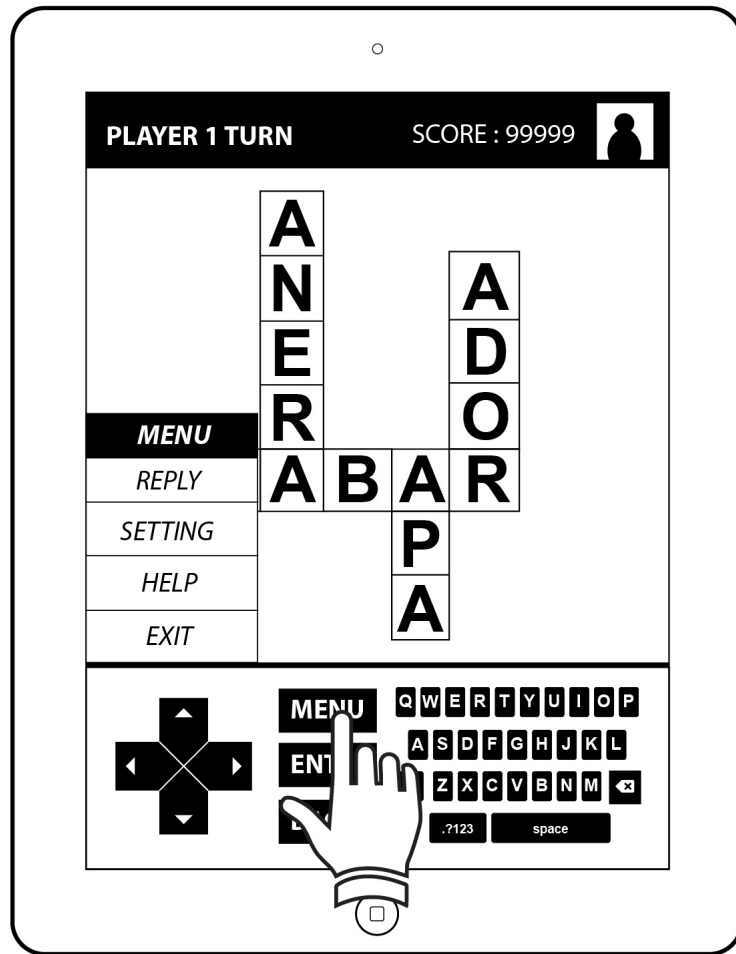 PLAYER 1 TURN SCORE : 99999
A
N A
E D
R O
MENU
A B A R
REPLY
SETTING
P
HELP
A
EXIT
MENU
Q W E R T Y U I O P
A S D F G H J K L
Z X C V B N M
.?123 space